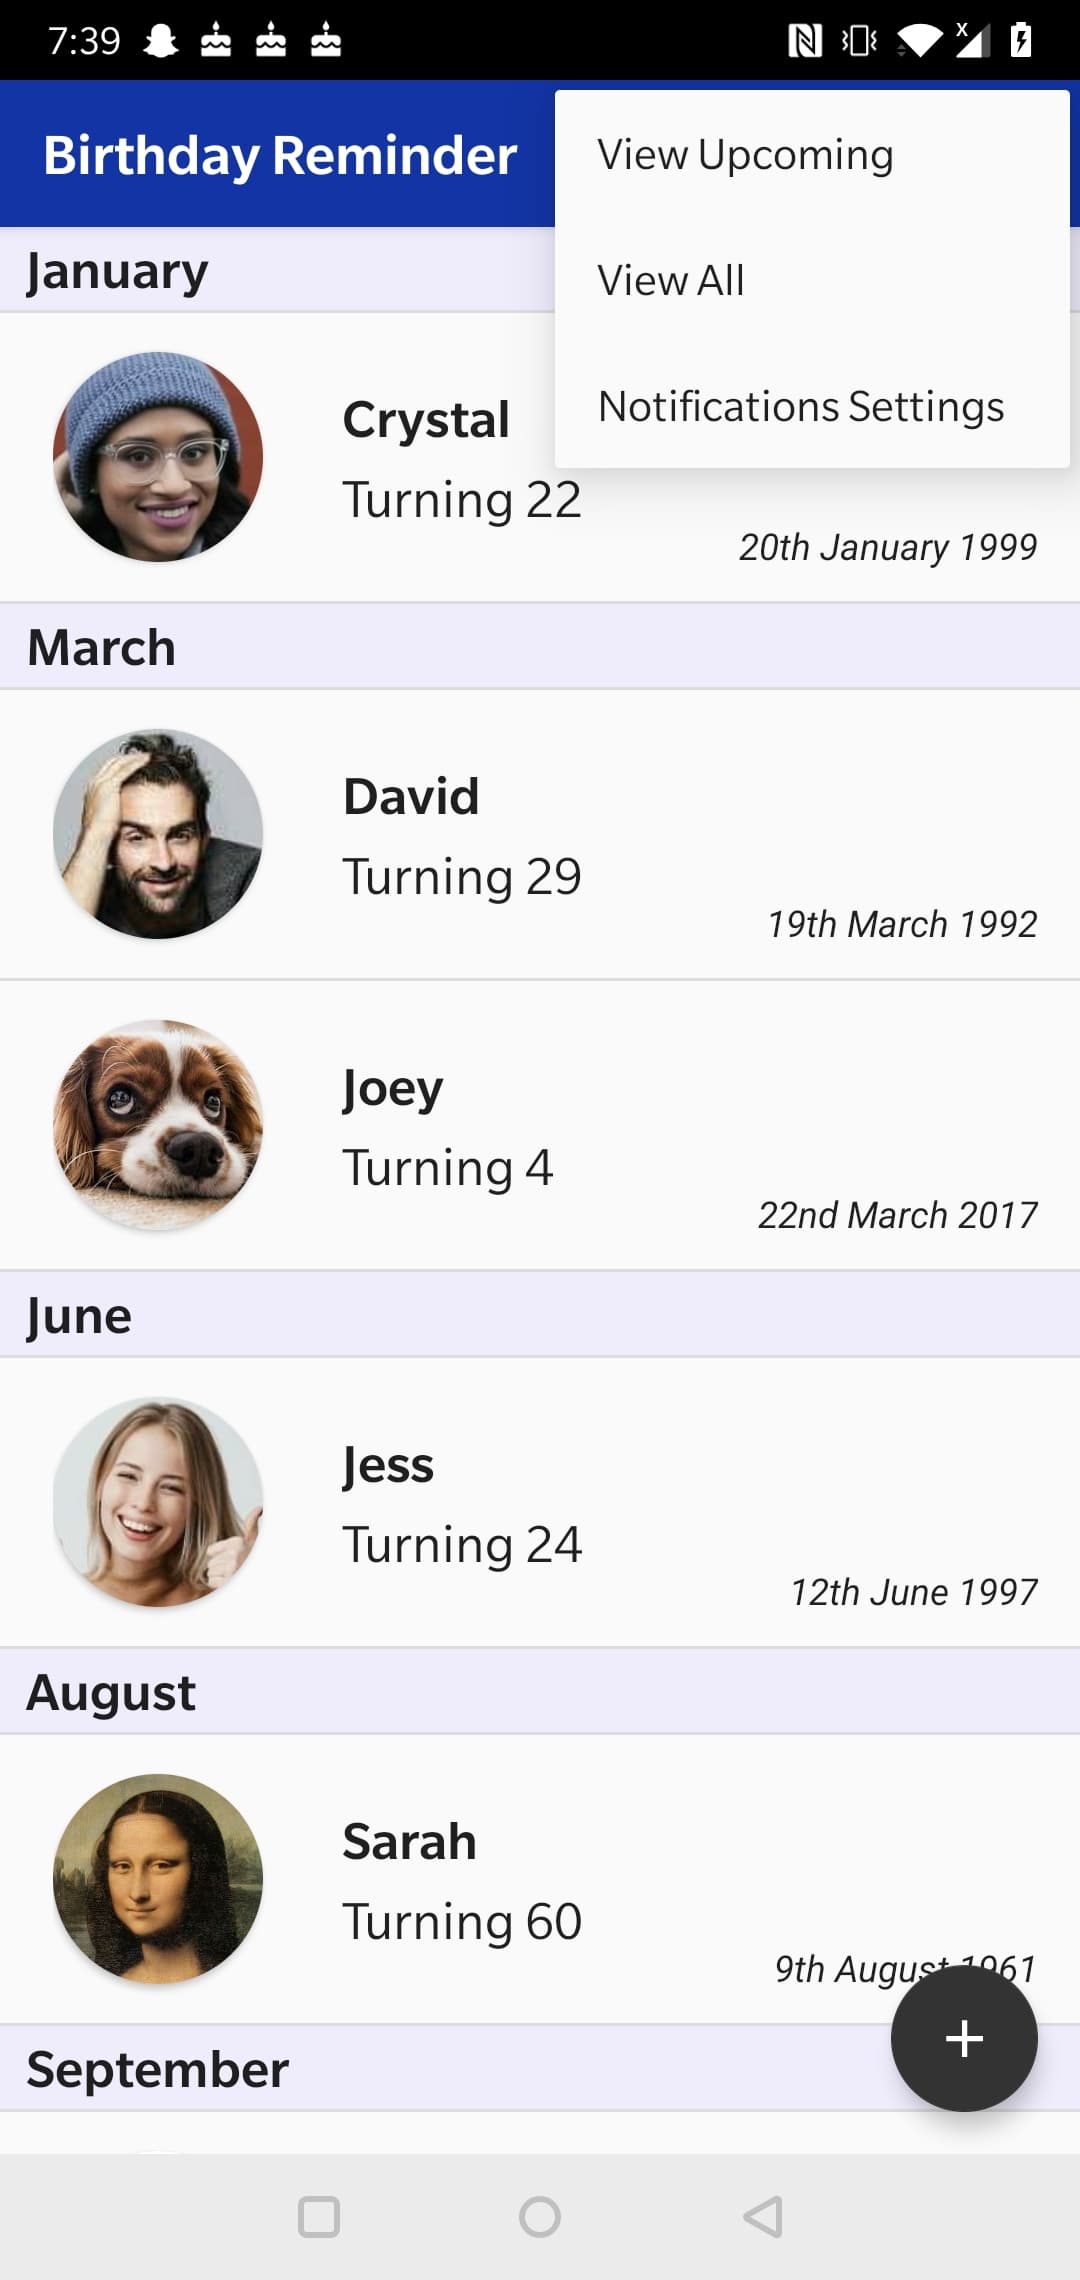 7:39
Birthday Reminder
View Upcoming
View All
Notifications Settings
January
Crystal
Turning 22
20th January 1999
March
David
Turning 29
19th March 1992
Joey
Turning 4
22nd March 2017
June
Jess
Turning 24
12th June 1997
August
Sarah
Turning 60
9th August 1961
+
September